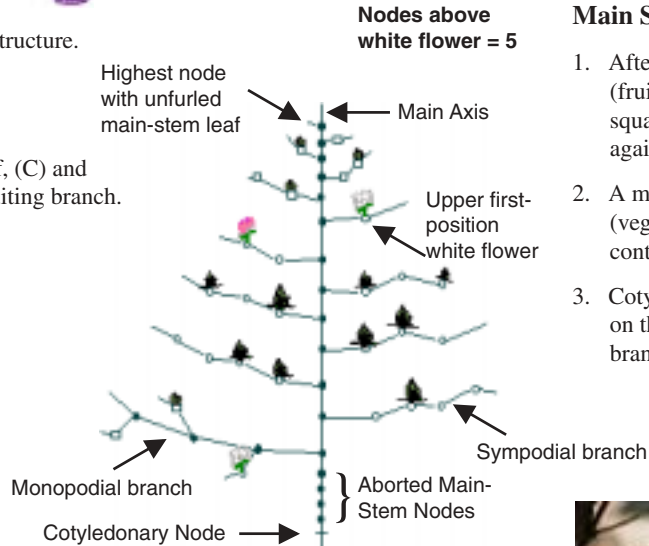 tructure.
f, (C) and
iting branch.
Nodes above
white flower = 5
Highest node
with unfurled
main-stem leaf
Main Axis
Upper first-
position
white flower
Sympodial branch
Monopodial branch
} Aborted Main-
Stem Nodes
Cotyledonary Node
Main S
1. Afte
(frui
squa
agai
2. A m
(veg
cont
3. Coty
on th
bran